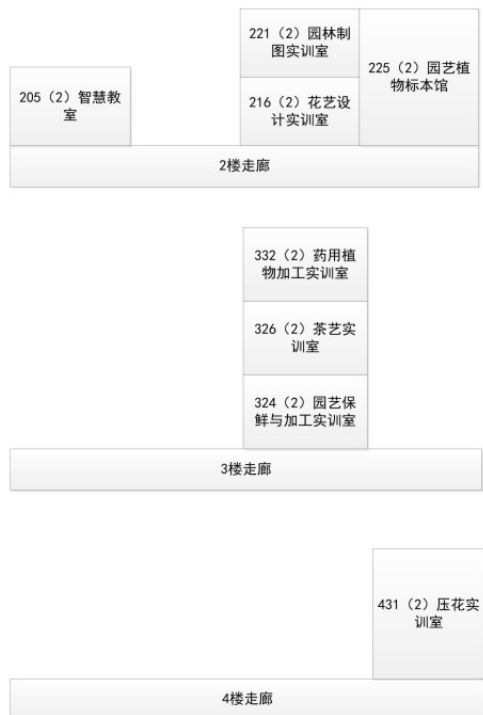 221（2）园林制
图实训室
205（2）智慧教
室
216（2）花艺设
计实训室
225（2）园艺植
物标本馆
2楼走廊
332（2）药用植
物加工实训室
326（2）茶艺实
训室
324（2）园艺保
鲜与加工实训室
3楼走廊
431（2）压花实
训室
4楼走廊